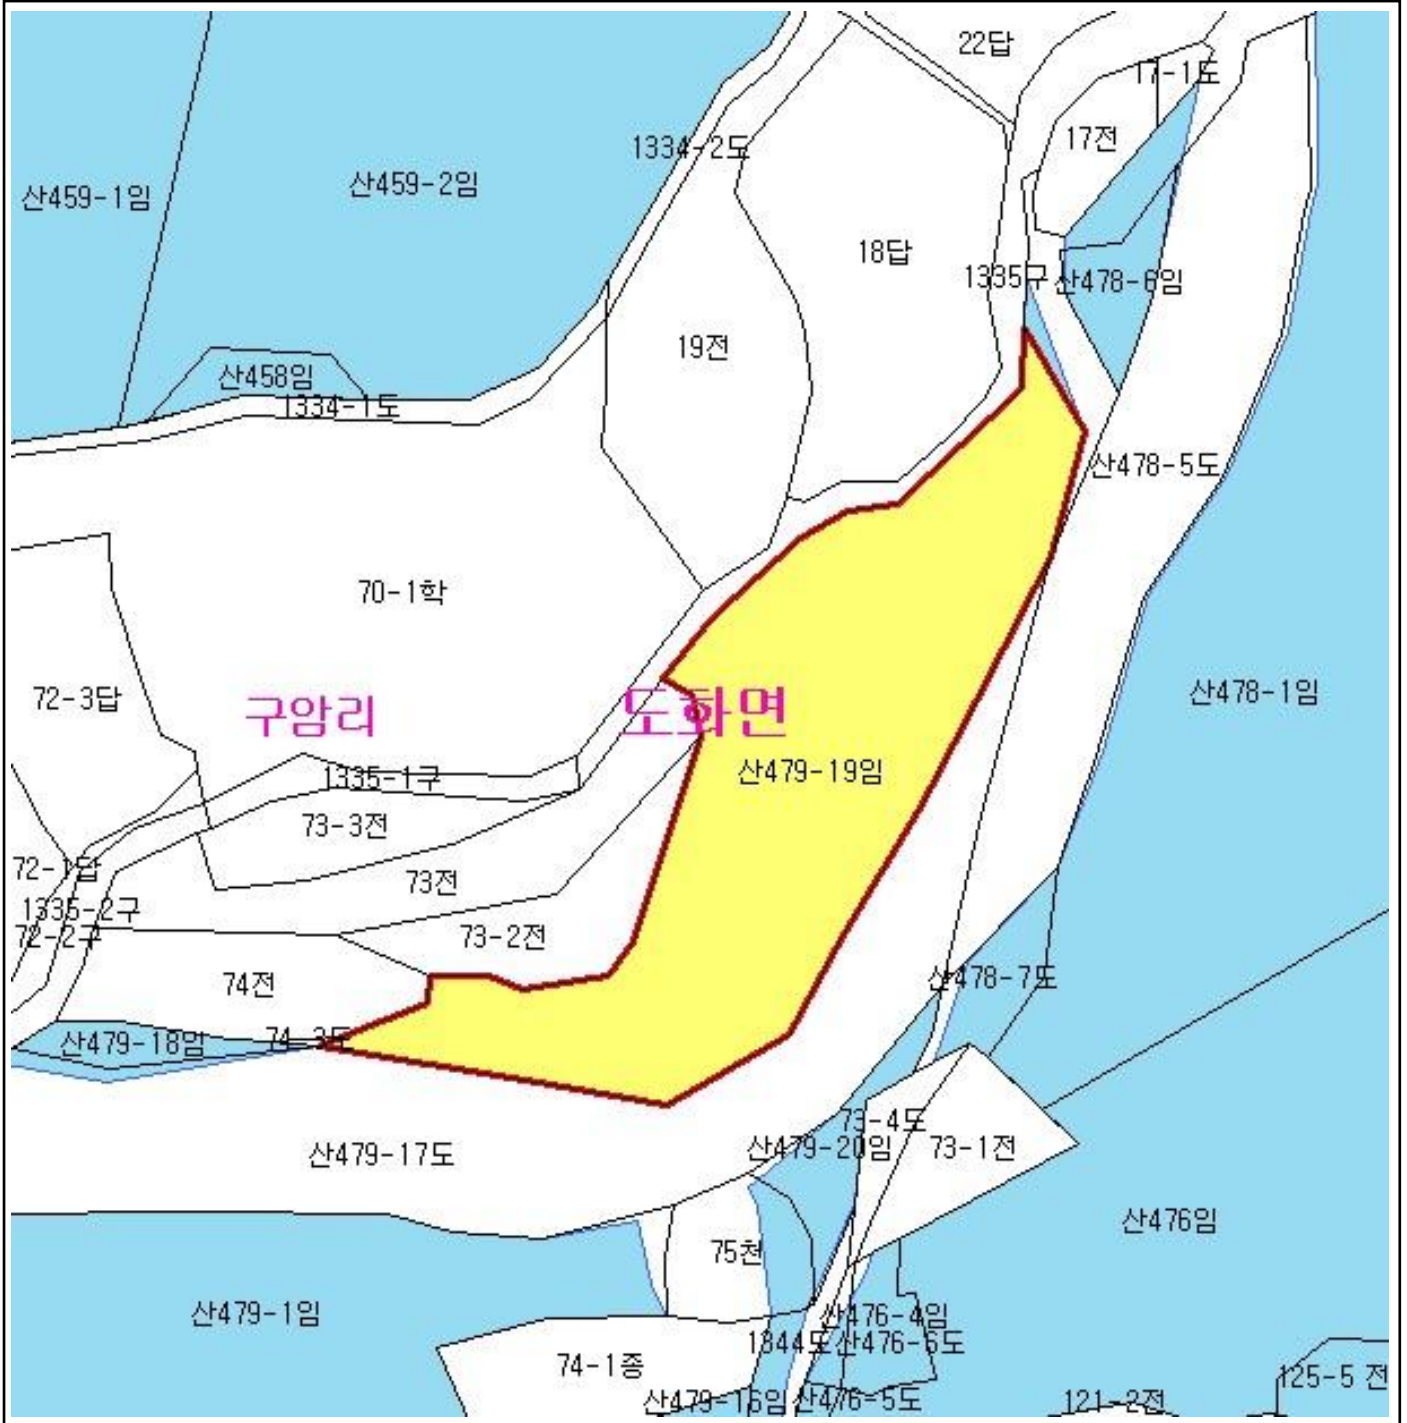 22답
17-1도
17전
1334-2도
산459-1임
산459-2임
18답
1335구
산478-6임
19전
산458임
1334-1도
산478-5도
70-1학
72-3답
구암리
도화면
산478-1임
산479-19임
1335-1구
73-3전
72-1답
73전
1335-2구
72-2구
73-2전
74전
산478-7도
산479-18임
74-3도
73-4도
산479-20임
73-1전
산479-17도
산476임
75천
산479-1임
산476-4임
1344도
산476-6도
74-1종
125-5 전
산479-16임
산476-5도
121-2전